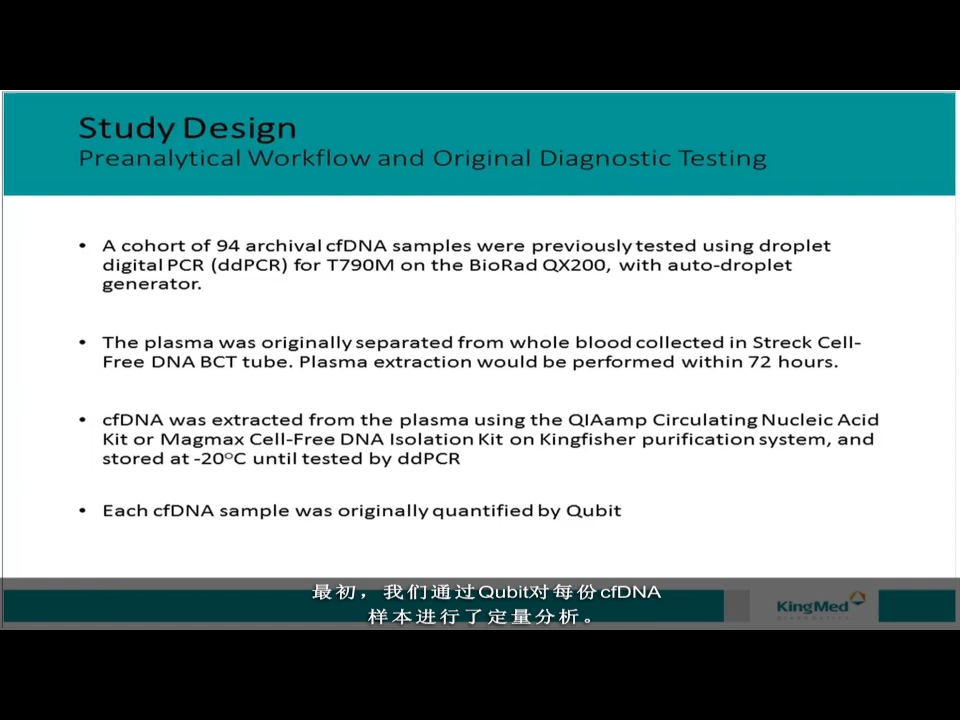 Study Design
Preanalytical Workflow and Original Diagnostic Testing
• A cohort of 94 archival cfDNA samples were previously tested using droplet
digital PCR (ddPCR) for T790M on the BioRad QX200, with auto-droplet
generator.
• The plasma was originally separated from whole blood collected in Streck Cell-
Free DNA BCT tube. Plasma extraction would be performed within 72 hours.
• cfDNA was extracted from the plasma using the QIAamp Circulating Nucleic Acid
Kit or Magmax Cell-Free DNA Isolation Kit on Kingfisher purification system, and
stored at -20°C until tested by ddPCR
• Each cfDNA sample was originally quantified by Qubit
最初，我们通过Qubit对每份cfDNA
样本进行了定量分析。
KingMed